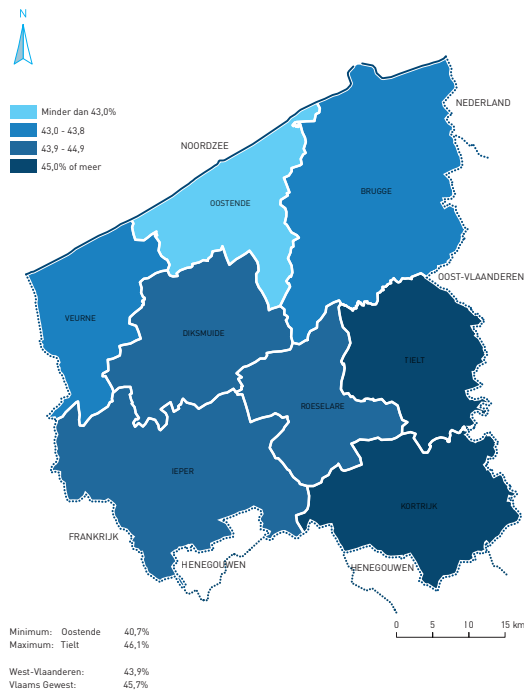 N
Minder dan 43,0%
43,0 - 43,8
43,9 - 44,9
45,0% of meer
NEDERLAND
NOORDZEE
BRUGGE
OOSTENDE
OOST-VLAANDEREN
VEURNE
DIKSMUIDE
TIELT
ROESELARE
IEPER
KORTRIJK
FRANKRIJK
HENEGOUWEN
HENEGOUWEN
0 5 10 15 km
Minimum: Oostende 40,7%
Maximum: Tielt 46,1%
West-Vlaanderen: 43,9%
Vlaams Gewest: 45,7%